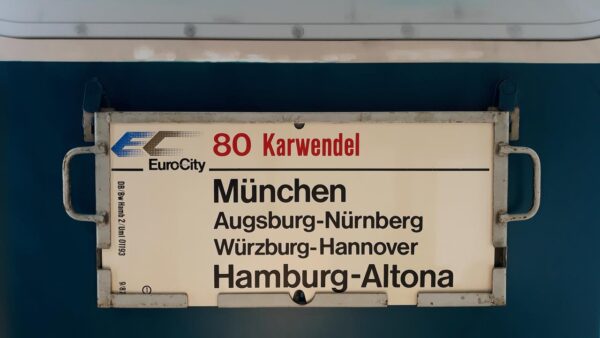 EC
EuroCity
80 Karwendel
München
Augsburg-Nürnberg
Würzburg-Hannover
Hamburg-Altona